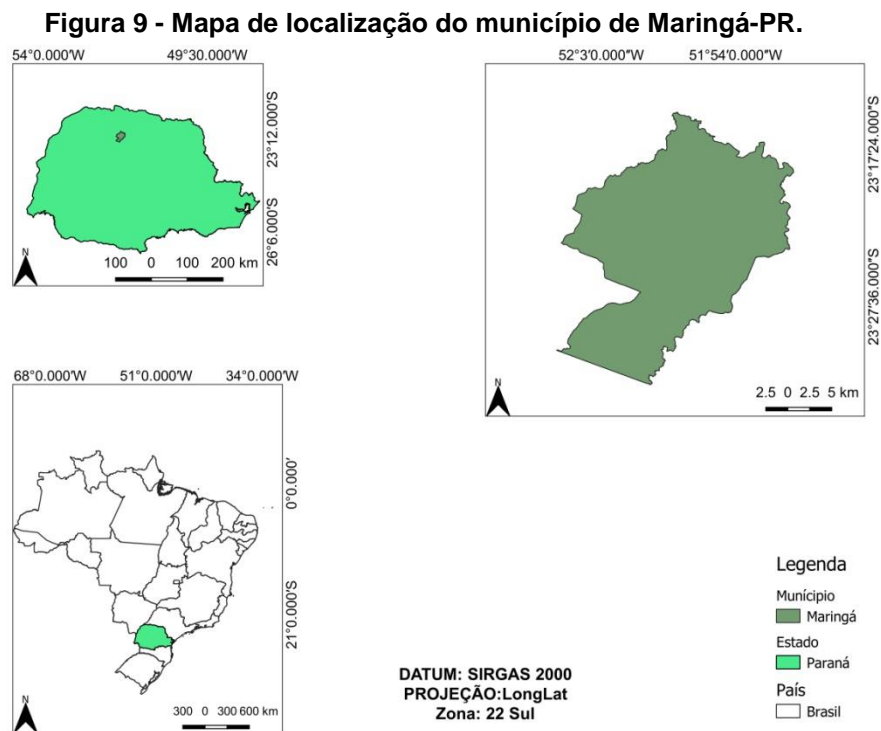 Figura 9 - Mapa de localização do município de Maringá-PR.
54°0.000'W 49°30.000'W
23°12.000'S
26°6.000'S
N
100 0 100 200 km
52°3'0.000"W 51°54'0.000"W
23°17'24.000"S
23°27'36.000"S
N
2.5 0 2.5 5 km
68°0.000'W 51°0.000'W 34°0.000'W
0°0.000'
21°0.000'S
N
300 0 300 600 km
DATUM: SIRGAS 2000
PROJEÇÃO:LongLat
Zona: 22 Sul
Legenda
Munícipio
Maringá
Estado
Paraná
País
Brasil